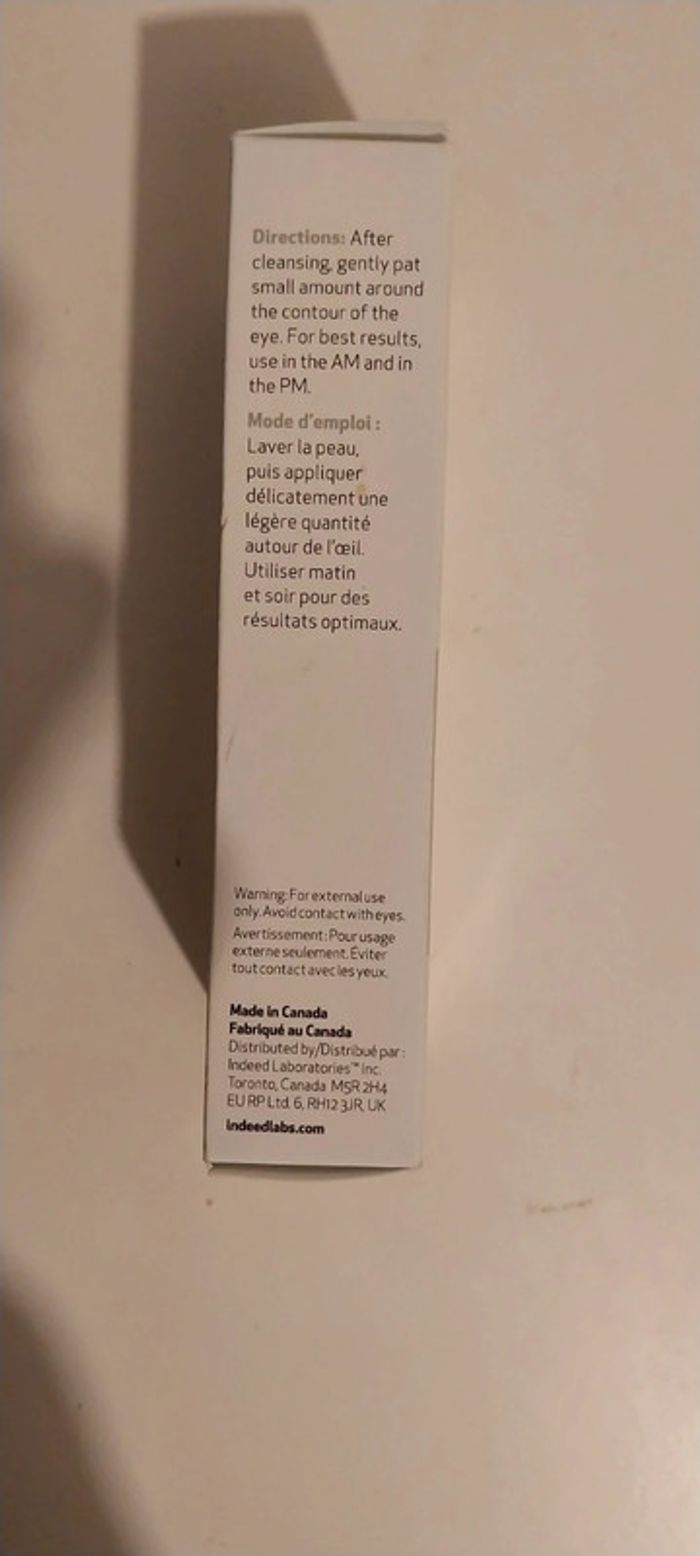 Directions: After
cleansing, gently pat
small amount around
the contour of the
eye. For best results,
use in the AM and in
the PM.
Mode d'emploi :
Laver la peau,
puis appliquer
délicatement une
légère quantité
autour de l'œil.
Utiliser matin
et soir pour des
résultats optimaux.
Warning: For external use
only. Avoid contact with eyes.
Avertissement : Pour usage
externe seulement. Éviter
tout contact avec les yeux.
Made in Canada
Fabriqué au Canada
Distributed by/Distribué par :
Indeed Laboratories™ Inc.
Toronto, Canada M5R 2H4
EU RP Ltd. 6, RH12 3JR, UK
indeedlabs.com